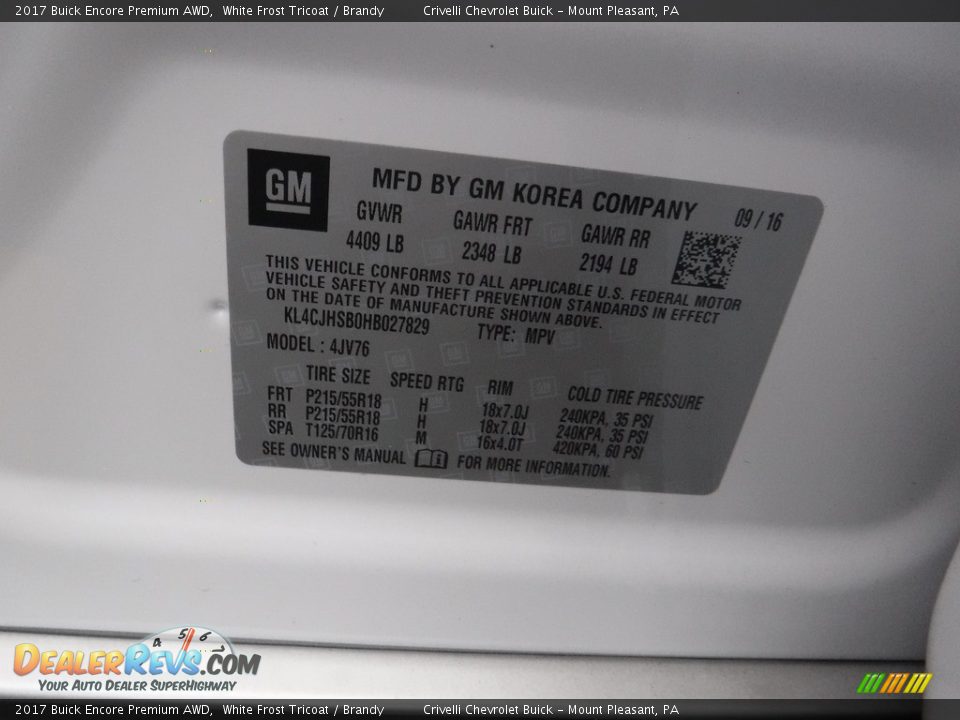 2017 Buick Encore Premium AWD, White Frost Tricoat / Brandy Crivelli Chevrolet Buick - Mount Pleasant, PA
GM
MFD BY GM KOREA COMPANY 09 / 16
GVWR GAWR FRT GAWR RR
4409 LB 2348 LB 2194 LB
THIS VEHICLE CONFORMS TO ALL APPLICABLE U.S. FEDERAL MOTOR
VEHICLE SAFETY AND THEFT PREVENTION STANDARDS IN EFFECT
ON THE DATE OF MANUFACTURE SHOWN ABOVE.
KL4CJHSB0HB027829 TYPE: MPV
MODEL : 4JV76
TIRE SIZE SPEED RTG RIM COLD TIRE PRESSURE
FRT P215/55R18 H 18x7.0J 240KPA, 35 PSI
RR P215/55R18 H 18x7.0J 240KPA, 35 PSI
SPA T125/70R16 M 16x4.0T 420KPA, 60 PSI
SEE OWNER'S MANUAL FOR MORE INFORMATION.
4 5 6
DEALERREVS.COM
YOUR AUTO DEALER SUPERHIGHWAY
2017 Buick Encore Premium AWD, White Frost Tricoat / Brandy Crivelli Chevrolet Buick - Mount Pleasant, PA